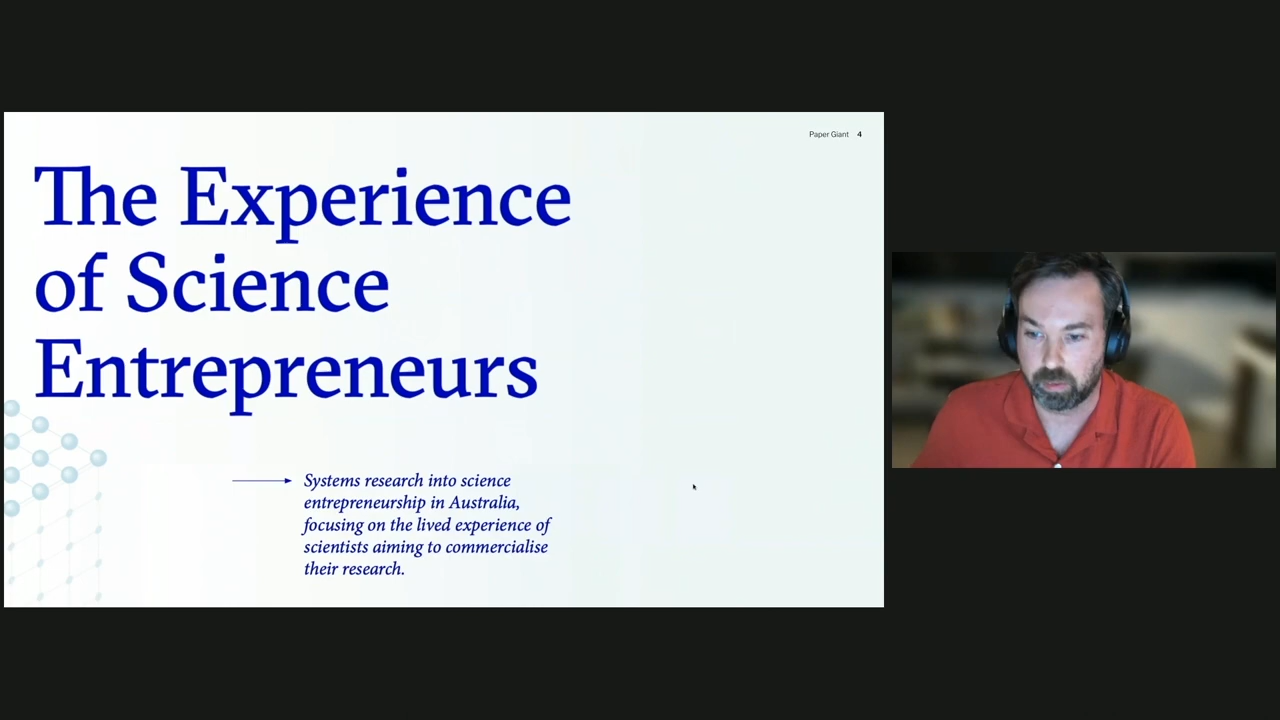 Paper Giant 4
The Experience
of Science
Entrepreneurs
Systems research into science
entrepreneurship in Australia,
focusing on the lived experience of
scientists aiming to commercialise
their research.